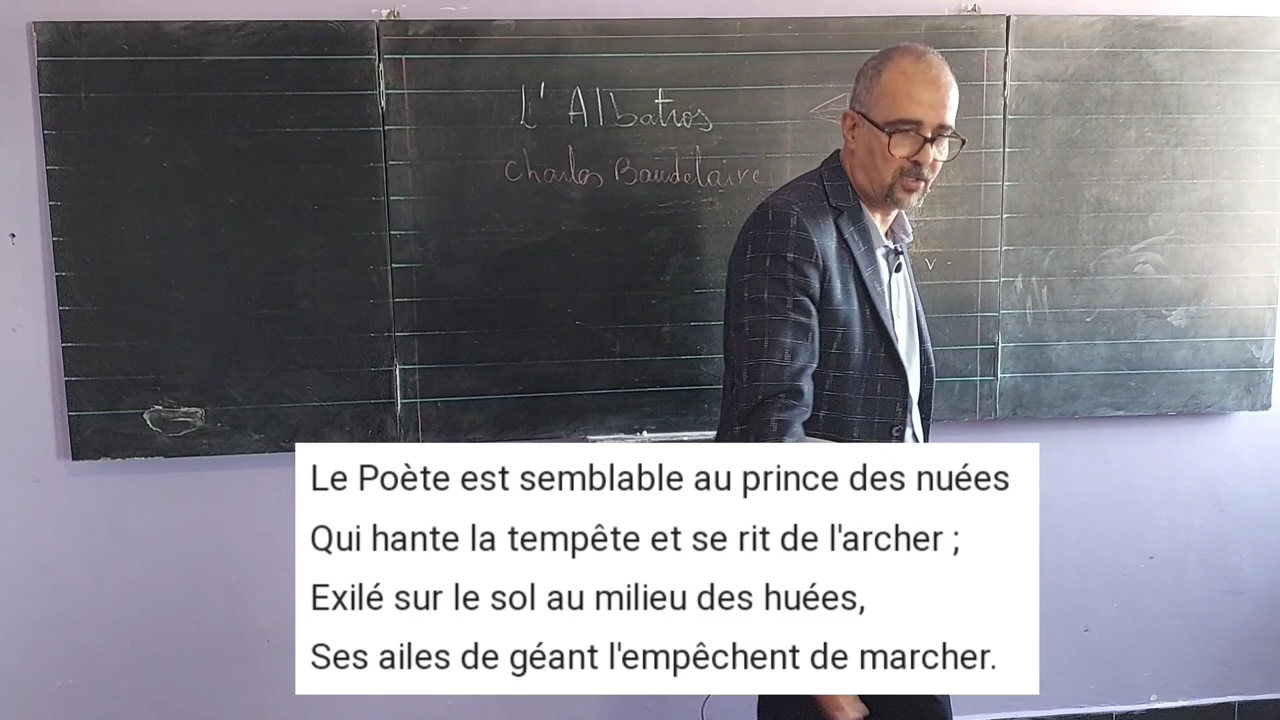 L'Albatros
Charles Baudelaire
Le Poète est semblable au prince des nuées
Qui hante la tempête et se rit de l'archer ;
Exilé sur le sol au milieu des huées,
Ses ailes de géant l'empêchent de marcher.